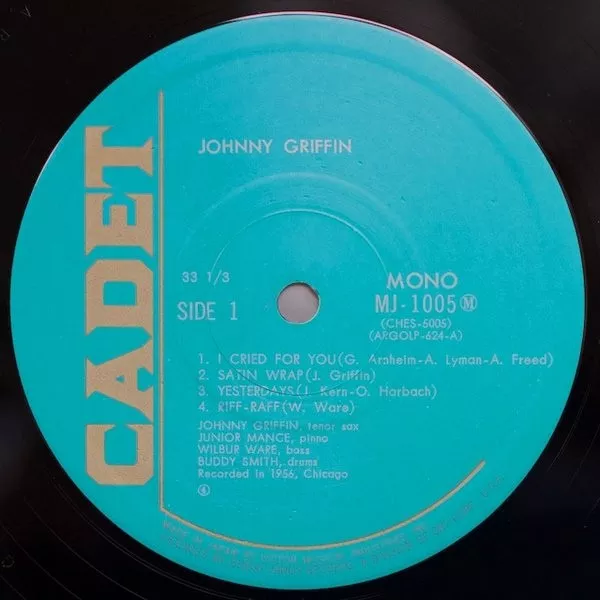 CADET
JOHNNY GRIFFIN
33 1/3
SIDE 1
MONO
MJ-1005 Ⓜ
(CHES-5005)
(ARGOLP-624-A)
1. I CRIED FOR YOU(G. Arnheim-A. Lyman-A. Freed)
2. SATIN WRAP(J. Griffin)
3. YESTERDAYS(J. Kern-O. Harbach)
4. RIFF-RAFF(W. Ware)
JOHNNY GRIFFIN, tenor sax
JUNIOR MANCE, piano
WILBUR WARE, bass
BUDDY SMITH, drums
Recorded in 1956, Chicago
④